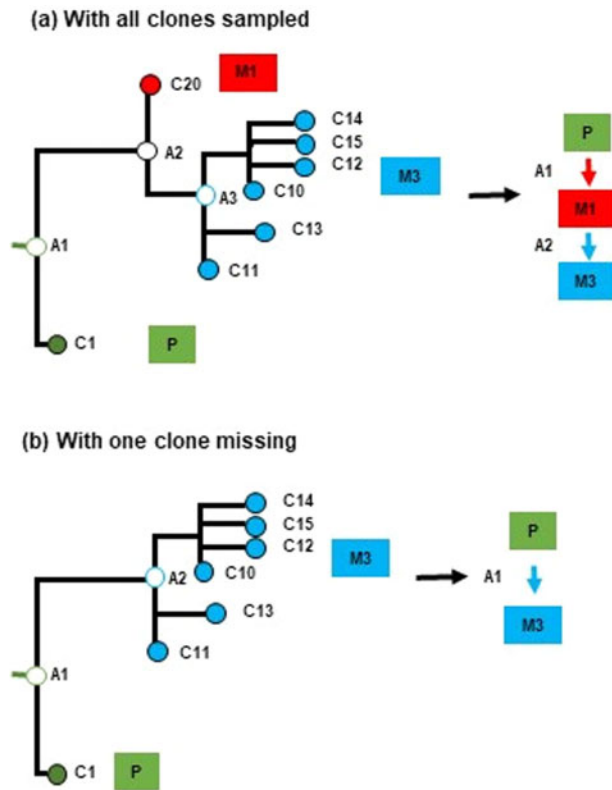 (a) With all clones sampled
C20
M1
C14
C15
C12
C10
A2
A3
M3
P
A1
M1
A2
M3
C13
A1
C11
C1
P
(b) With one clone missing
C14
C15
C12
C10
A2
M3
P
A1
M3
C13
C11
A1
C1
P